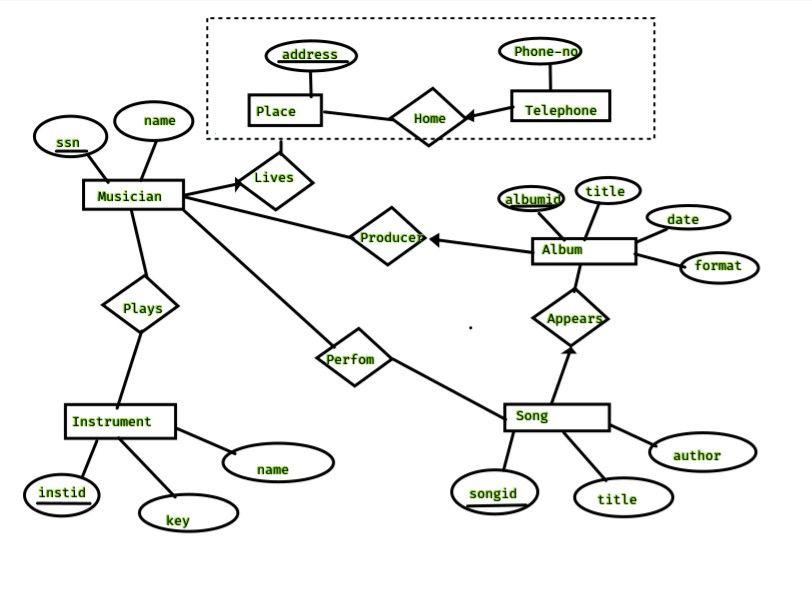 address
Phone-no
Place
Home
Telephone
name
ssn
Lives
Musician
albumid
title
date
Producer
Album
format
Plays
Appears
Perfom
Instrument
Song
name
author
instid
songid
title
key